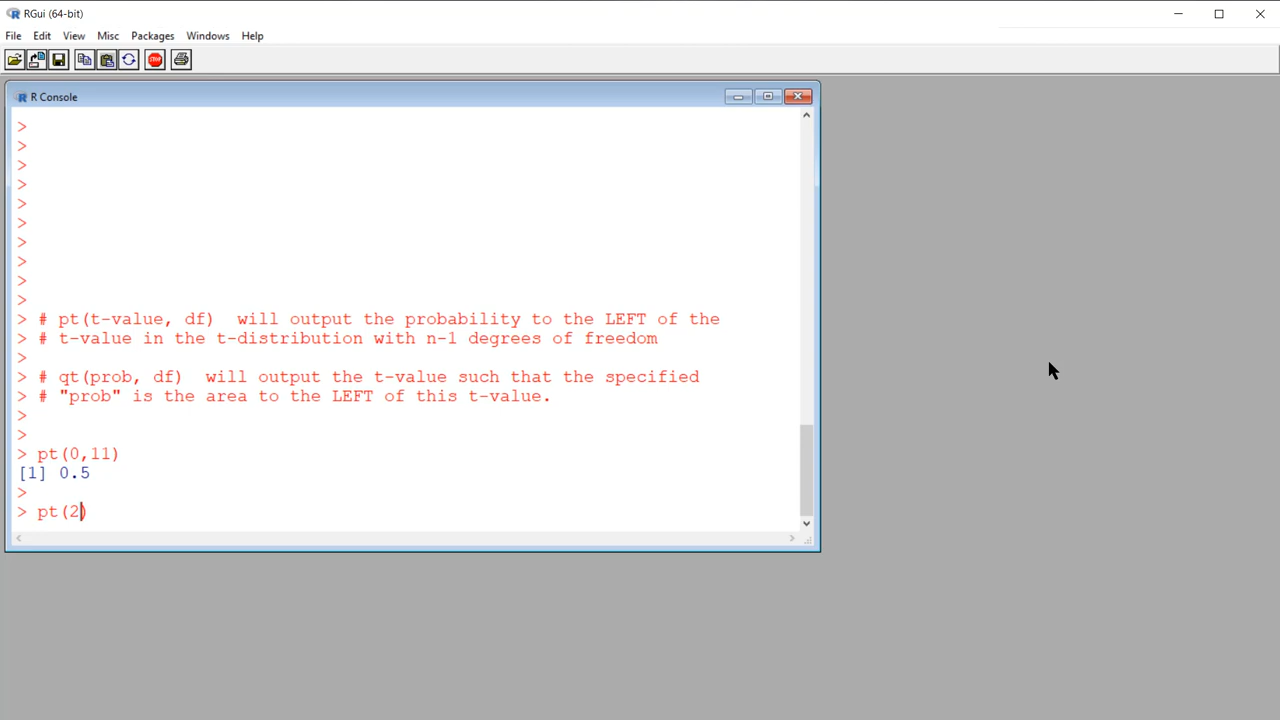 RGui (64-bit)
File Edit View Misc Packages Windows Help
STOP
R Console
>
>
>
>
>
>
>
>
>
>
> # pt(t-value, df)  will output the probability to the LEFT of the
> # t-value in the t-distribution with n-1 degrees of freedom
>
> # qt(prob, df)  will output the t-value such that the specified
> # "prob" is the area to the LEFT of this t-value.
>
>
> pt(0,11)
[1] 0.5
>
> pt(2)